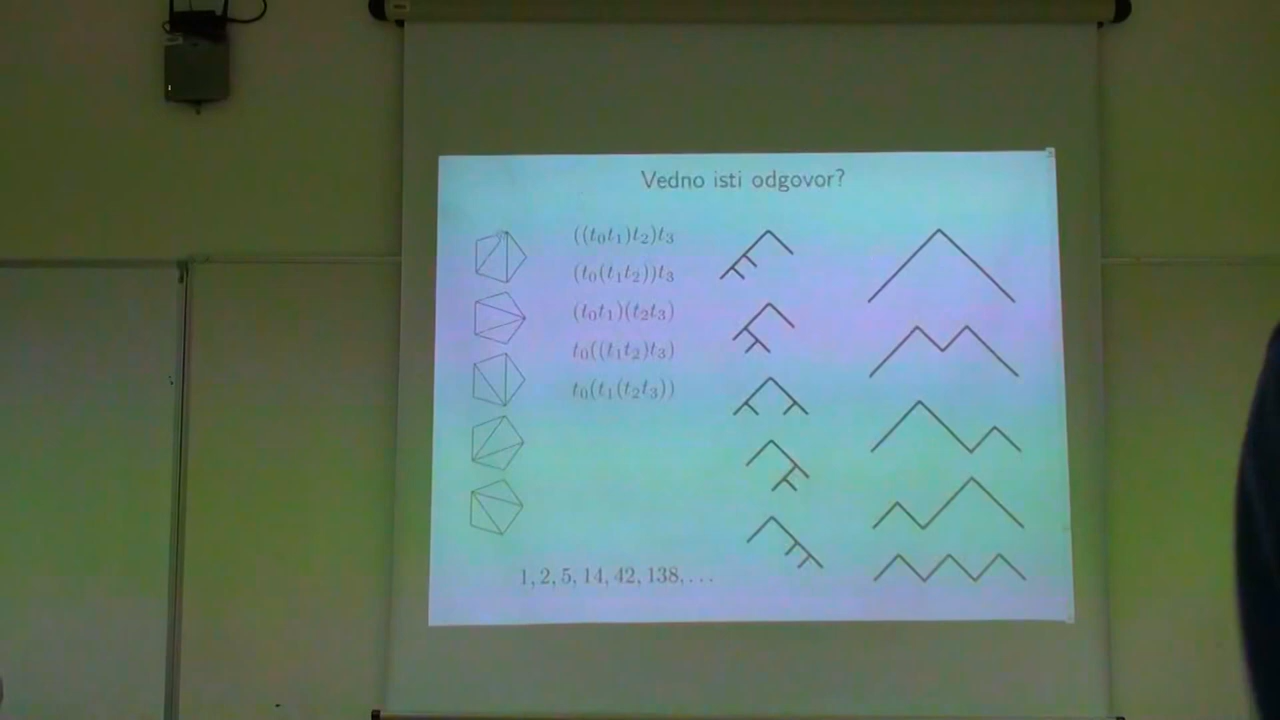 Vedno isti odgovor?
((t₀t₁)t₂)t₃
(t₀(t₁t₂))t₃
(t₀t₁)(t₂t₃)
t₀((t₁t₂)t₃)
t₀(t₁(t₂t₃))
1, 2, 5, 14, 42, 138, . . .